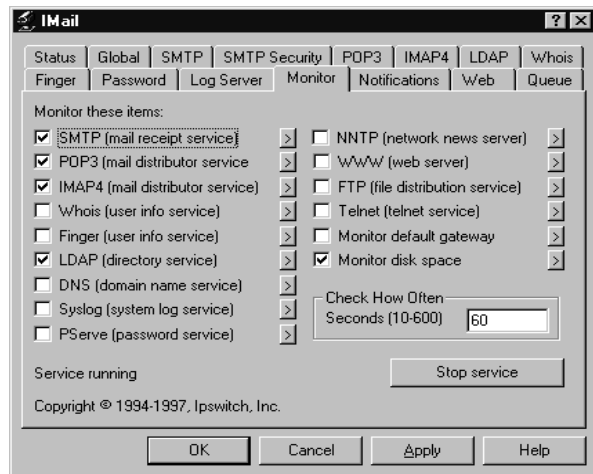 IMail
Status Global SMTP SMTP Security POP3 IMAP4 LDAP Whois
Finger Password Log Server Monitor Notifications Web Queue
Monitor these items:
SMTP (mail receipt service)
POP3 (mail distributor service
IMAP4 (mail distributor service)
Whois (user info service)
Finger (user info service)
LDAP (directory service)
DNS (domain name service)
Syslog (system log service)
PServe (password service)
NNTP (network news server)
WWW (web server)
FTP (file distribution service)
Telnet (telnet service)
Monitor default gateway
Monitor disk space
Check How Often
Seconds (10-600) 60
Service running
Stop service
Copyright © 1994-1997, Ipswitch, Inc.
OK Cancel Apply Help